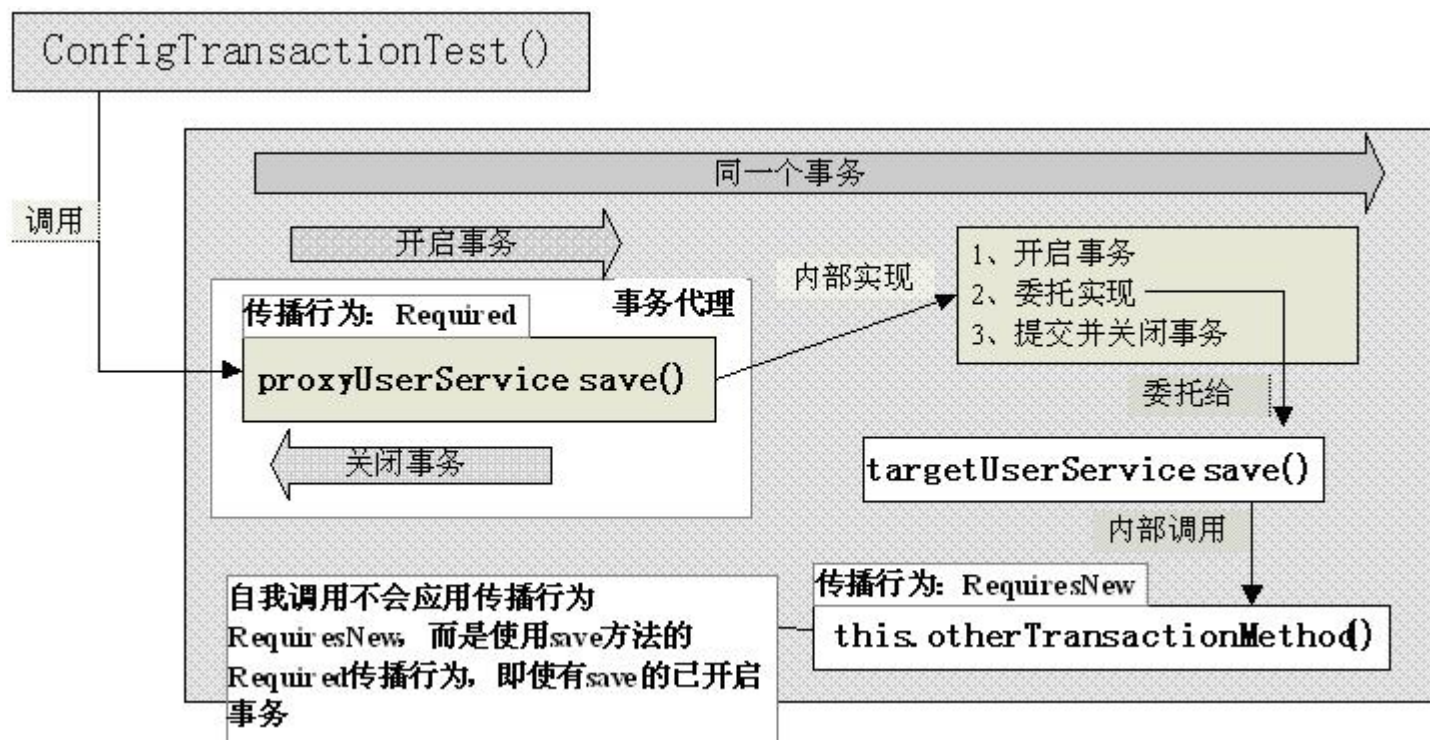 ConfigTransactionTest()
同一个事务
调用
开启事务
事务代理
传播行为: Required
proxyUserService save()
关闭事务
内部实现
1、开启事务
2、委托实现
3、提交并关闭事务
委托给
targetUserService save()
内部调用
传播行为: RequiresNew
this.otherTransactionMethod()
自我调用不会应用传播行为
RequiresNew，而是使用save方法的
Required传播行为，即使有save的已开启
事务